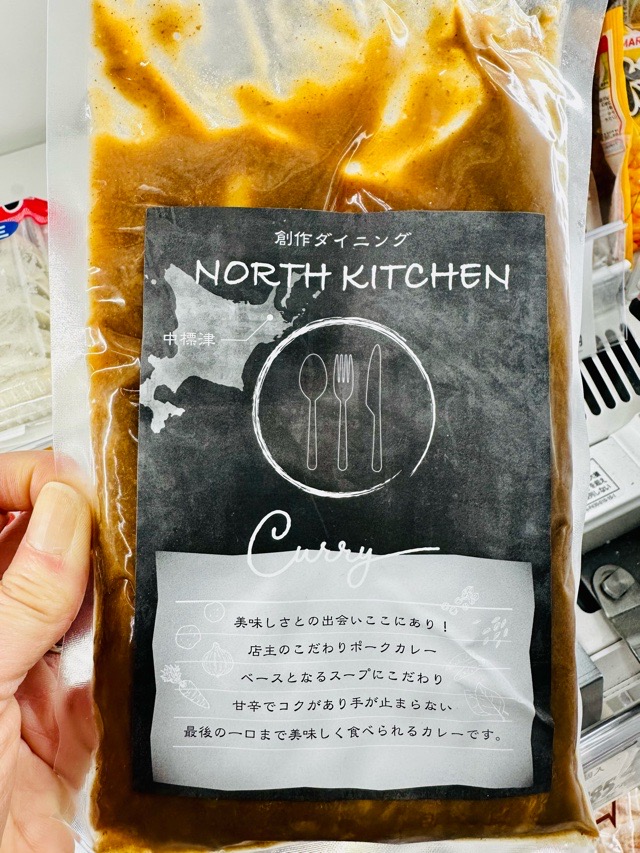 創作ダイニング
NORTH KITCHEN
中標津
Curry
美味しさとの出会いここにあり!
店主のこだわりポークカレー
ベースとなるスープにこだわり
甘辛でコクがあり手が止まらない
最後の一口まで美味しく食べられるカレーです。